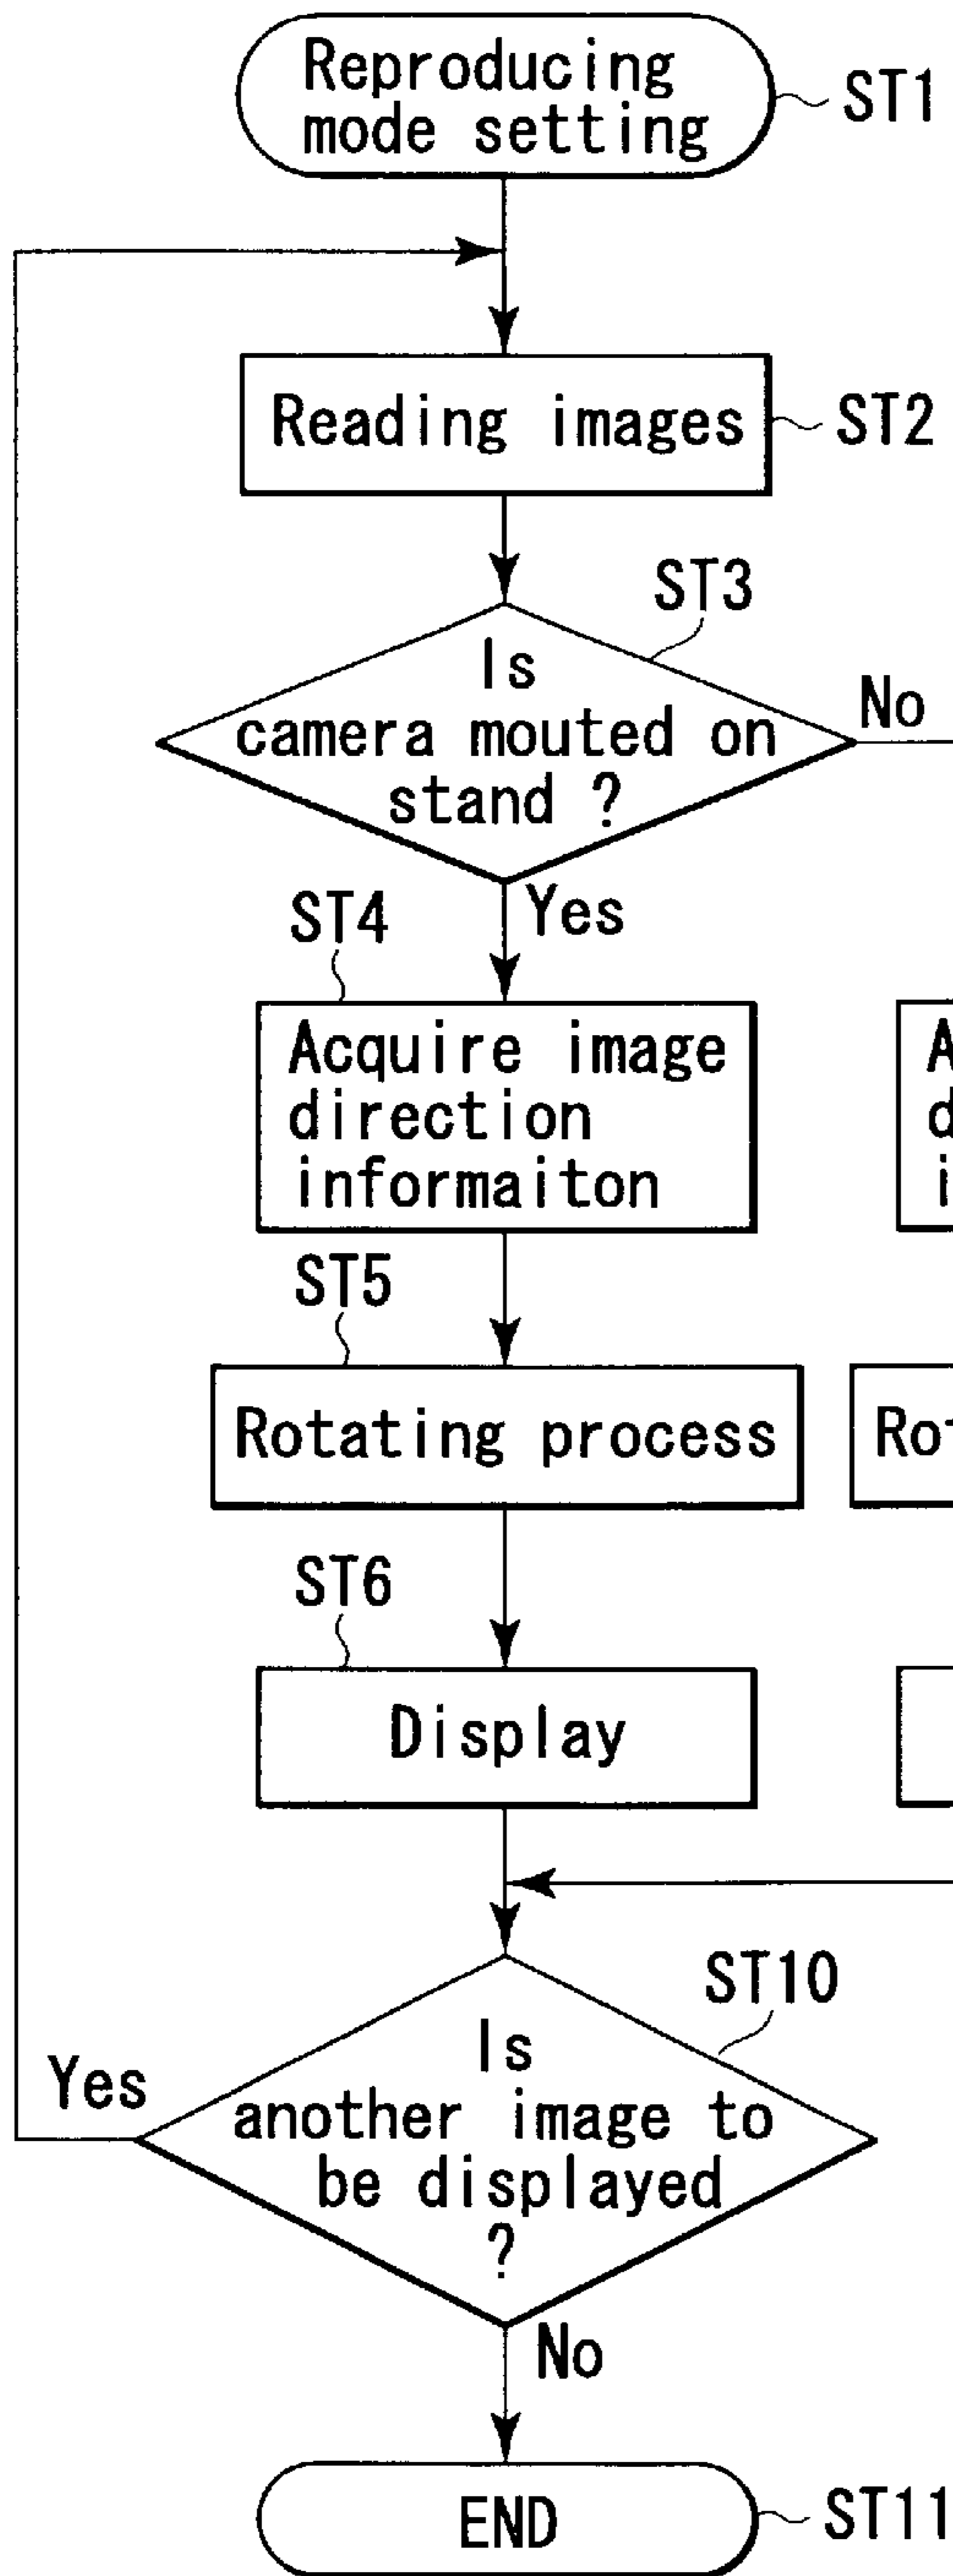 Reproducing
mode setting
ST1
Reading images
ST2
ST3
Is
camera mouted on
stand ?
No
Yes
ST4
Acquire image
direction
informaiton
A
d
i
ST5
Rotating process
Rot
ST6
Display
ST10
Is
another image to
be displayed
?
Yes
No
END
ST11